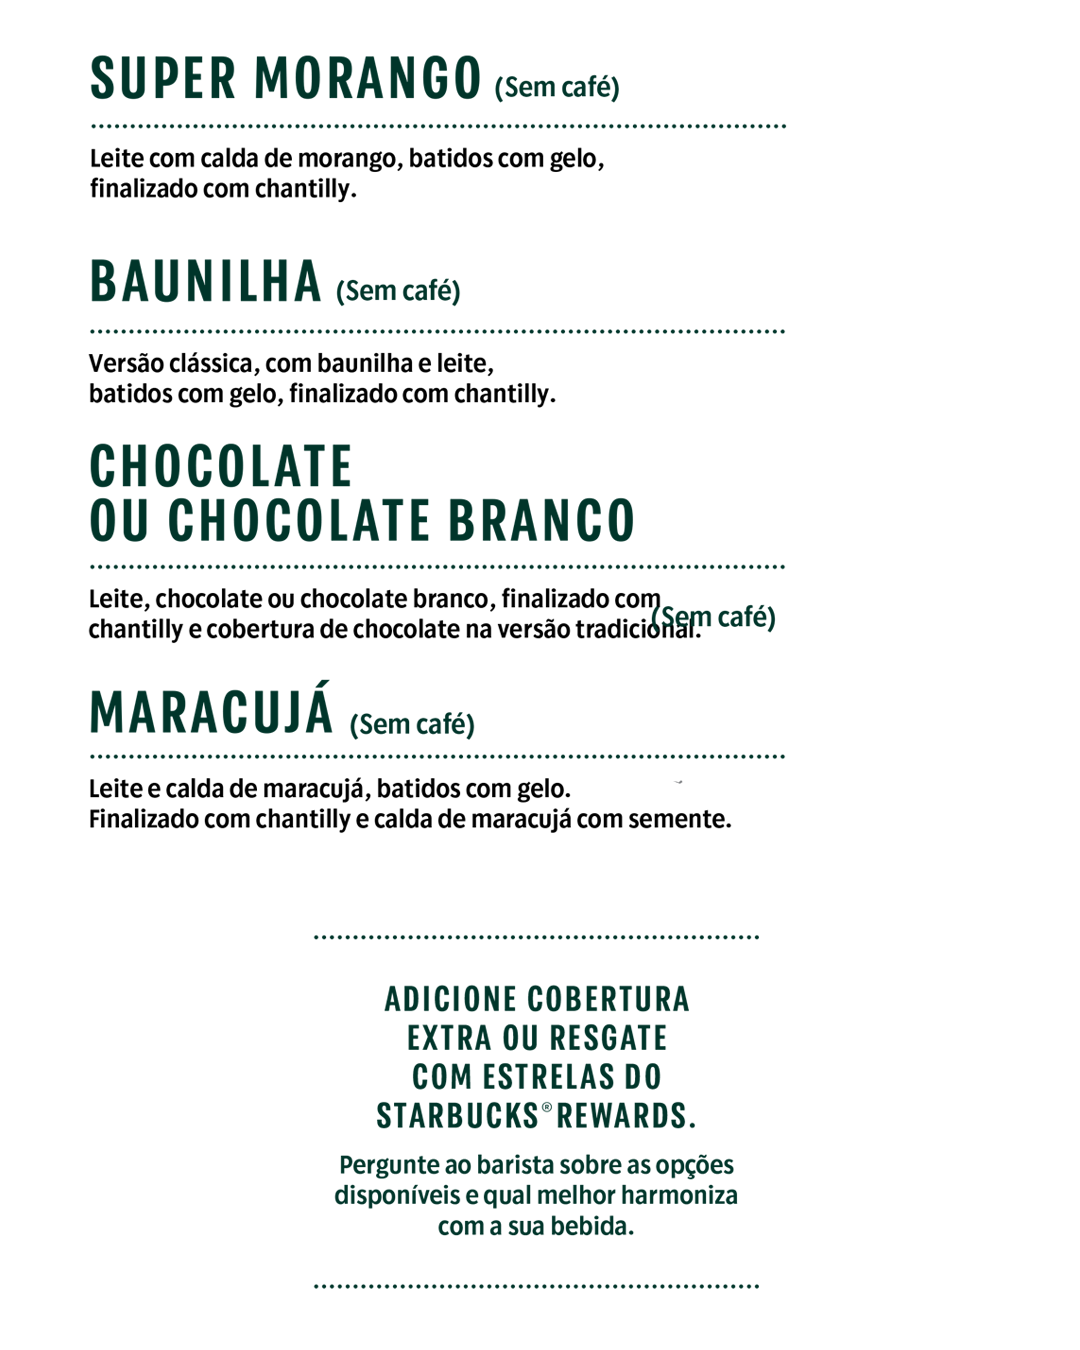 SUPER MORANGO (Sem café)
Leite com calda de morango, batidos com gelo,
finalizado com chantilly.
BAUNILHA (Sem café)
Versão clássica, com baunilha e leite,
batidos com gelo, finalizado com chantilly.
CHOCOLATE
OU CHOCOLATE BRANCO
(Sem café)
Leite, chocolate ou chocolate branco, finalizado com
chantilly e cobertura de chocolate na versão tradicional.
MARACUJÁ (Sem café)
Leite e calda de maracujá, batidos com gelo.
Finalizado com chantilly e calda de maracujá com semente.
ADICIONE COBERTURA
EXTRA OU RESGATE
COM ESTRELAS DO
STARBUCKS® REWARDS.
Pergunte ao barista sobre as opções
disponíveis e qual melhor harmoniza
com a sua bebida.